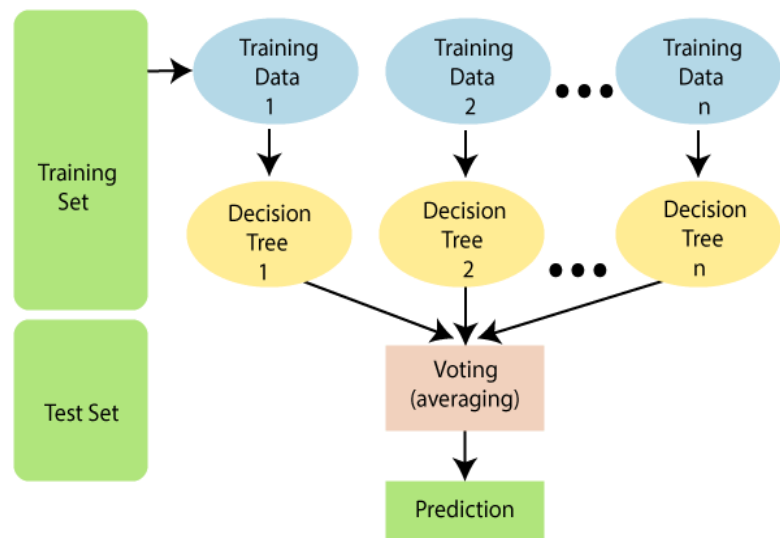 Training
Set
Training
Data
1
Training
Data
2
Training
Data
n
Decision
Tree
1
Decision
Tree
2
Decision
Tree
n
Test Set
Voting
(averaging)
Prediction